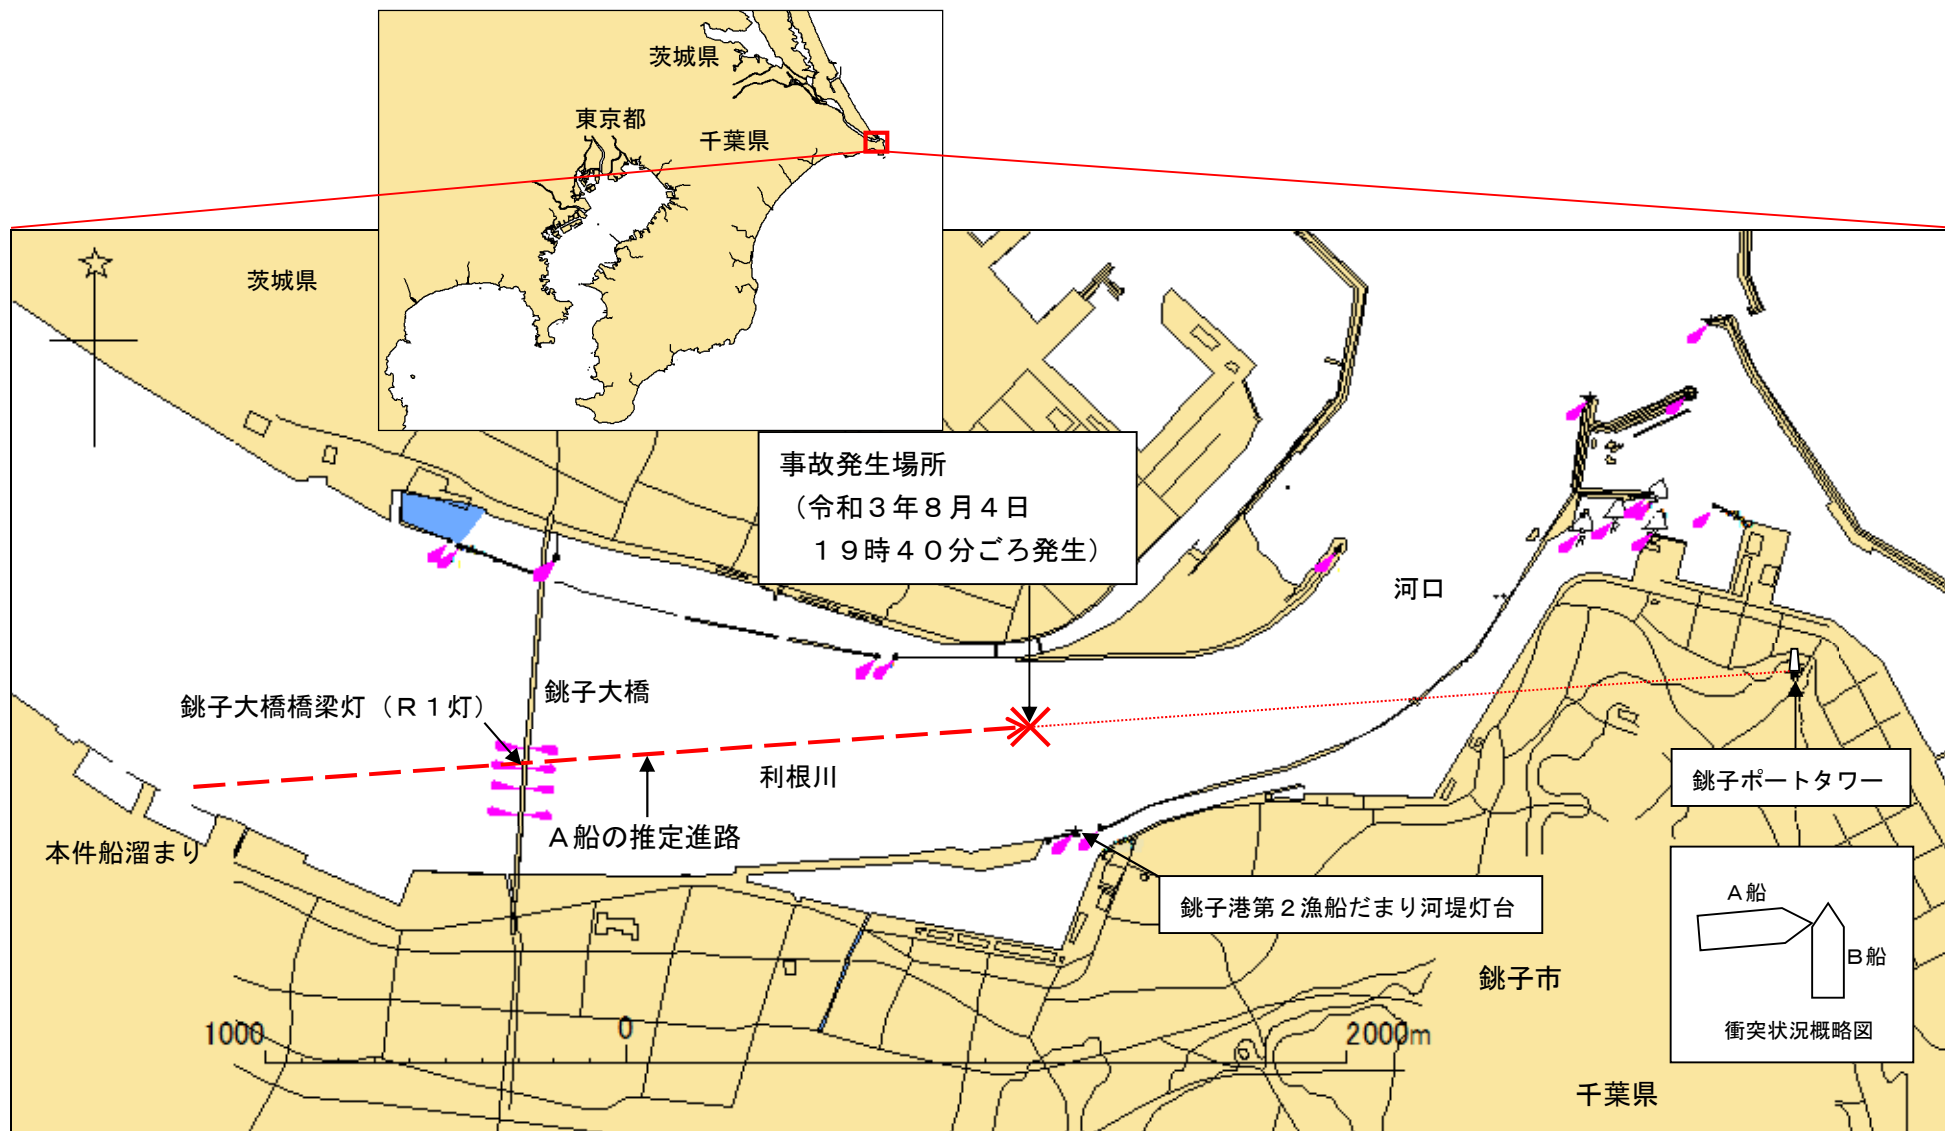 茨城県
東京都
千葉県
茨城県
事故発生場所
（令和３年８月４日
１９時４０分ごろ発生）
河口
銚子大橋
銚子大橋橋梁灯（Ｒ１灯）
利根川
銚子ポートタワー
Ａ船の推定進路
本件船溜まり
銚子港第２漁船だまり河堤灯台
Ａ船
Ｂ船
衝突状況概略図
銚子市
1000
0
2000m
千葉県